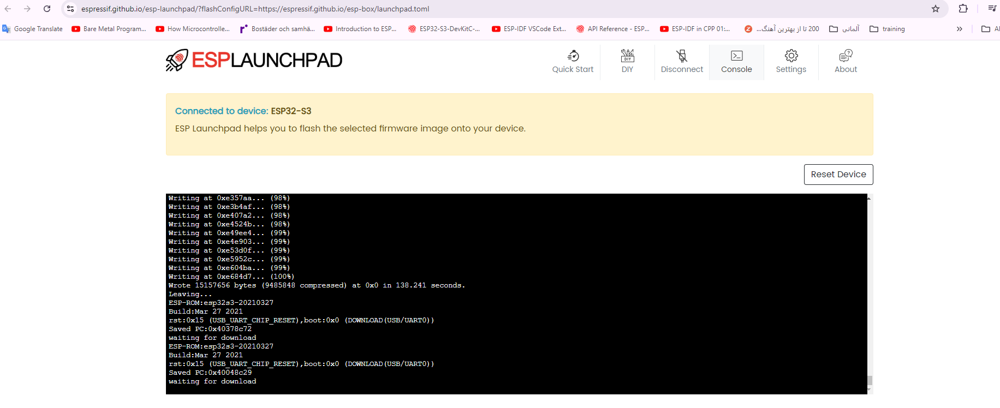 espressif.github.io/esp-launchpad/?flashConfigURL=https://espressif.github.io/esp-box/launchpad.toml
Google Translate
Bare Metal Program...
How Microcontrolle...
Bostäder och samhä...
Introduction to ESP...
ESP32-S3-DevKitC-...
ESP-IDF VSCode Ext...
API Reference - ESP...
ESP-IDF in CPP 01:...
200 تا از بهترین آهنگ...
آلمانی
training
»
ESPLAUNCHPAD
Quick Start
DIY
DIY
Disconnect
Console
Settings
About
Connected to device: ESP32-S3
ESP Launchpad helps you to flash the selected firmware image onto your device.
Reset Device
Writing at 0xe357aa... (98%)
Writing at 0xe3b4af... (98%)
Writing at 0xe407a2... (98%)
Writing at 0xe4524b... (98%)
Writing at 0xe49ee4... (99%)
Writing at 0xe4e903... (99%)
Writing at 0xe53d0f... (99%)
Writing at 0xe5952c... (99%)
Writing at 0xe604ba... (99%)
Writing at 0xe684d7... (100%)
Wrote 15157656 bytes (9485848 compressed) at 0x0 in 138.241 seconds.
Leaving...
ESP-ROM:esp32s3-20210327
Build:Mar 27 2021
rst:0x15 (USB_UART_CHIP_RESET),boot:0x0 (DOWNLOAD(USB/UART0))
Saved PC:0x40378c72
waiting for download
ESP-ROM:esp32s3-20210327
Build:Mar 27 2021
rst:0x15 (USB_UART_CHIP_RESET),boot:0x0 (DOWNLOAD(USB/UART0))
Saved PC:0x40048c29
waiting for download